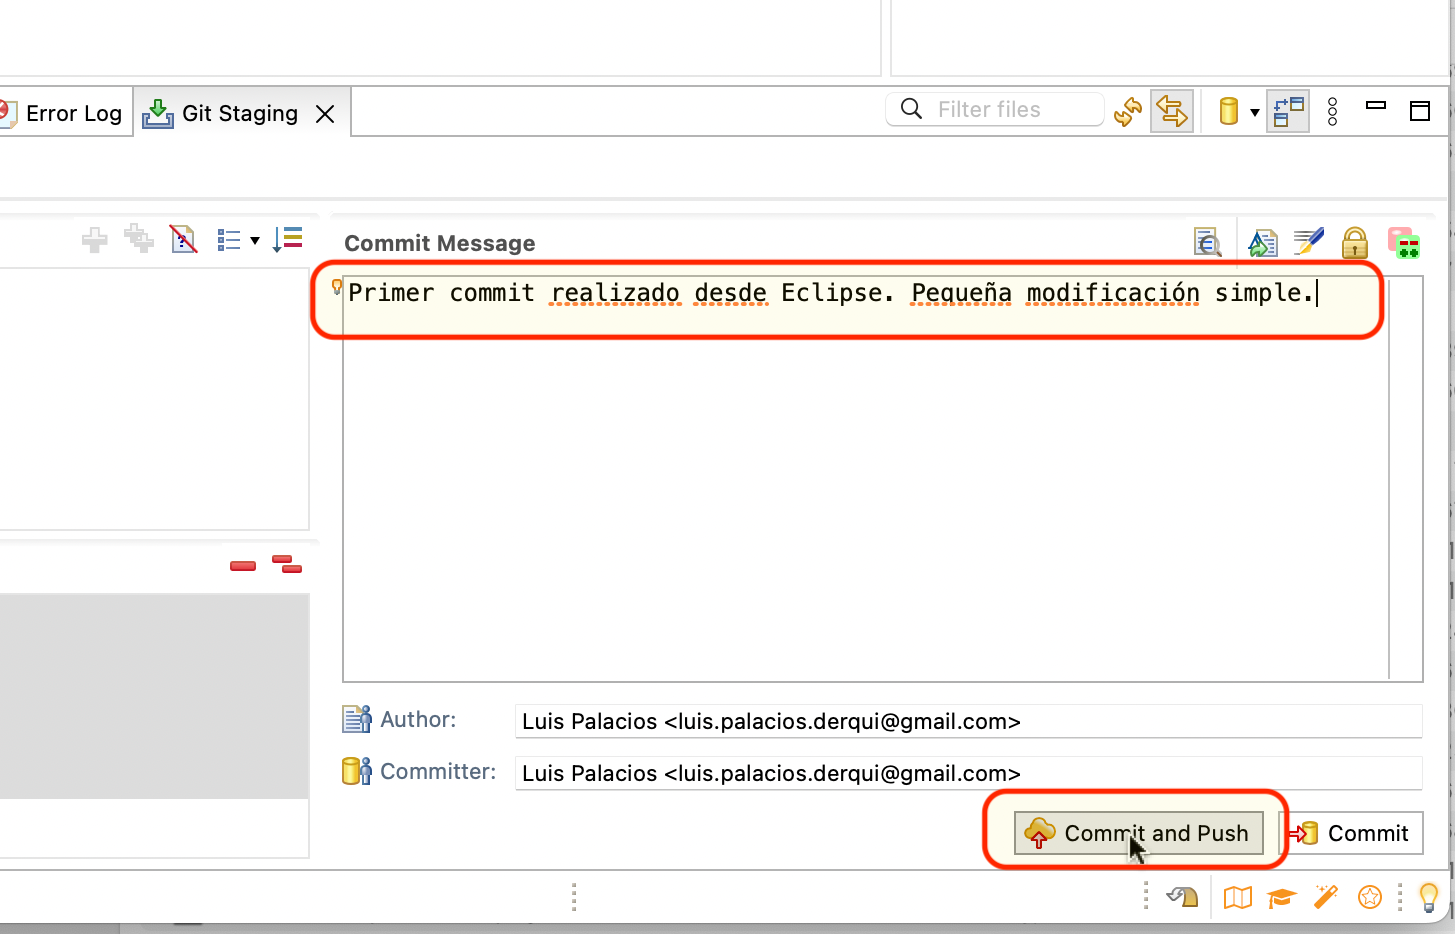 Error Log
Git Staging
Filter files
Commit Message
Primer commit realizado desde Eclipse. Pequeña modificación simple.
Author:
Luis Palacios <luis.palacios.derqui@gmail.com>
Committer:
Luis Palacios <luis.palacios.derqui@gmail.com>
Commit and Push
Commit